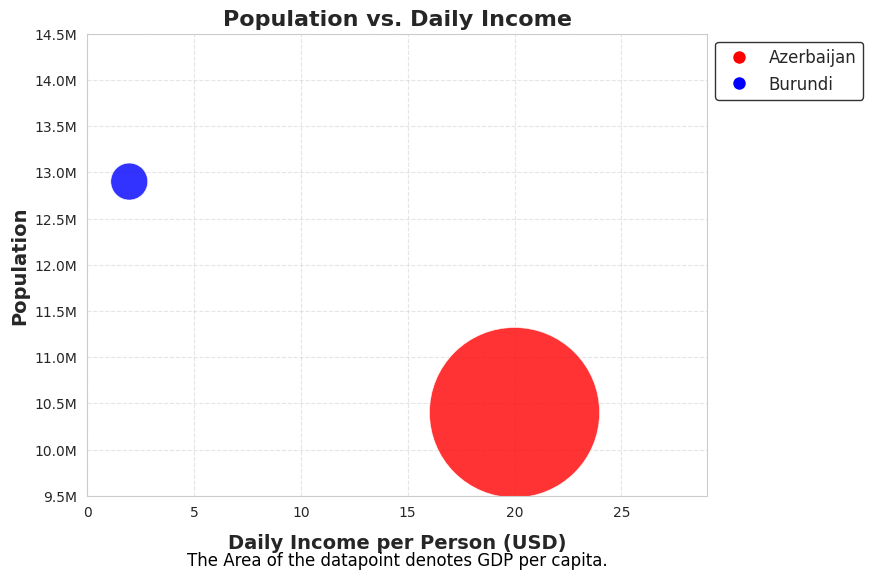 Population vs. Daily Income
Azerbaijan
Burundi
Population
14.5M
14.0M
13.5M
13.0M
12.5M
12.0M
11.5M
11.0M
10.5M
10.0M
9.5M
0 5 10 15 20 25
Daily Income per Person (USD)
The Area of the datapoint denotes GDP per capita.